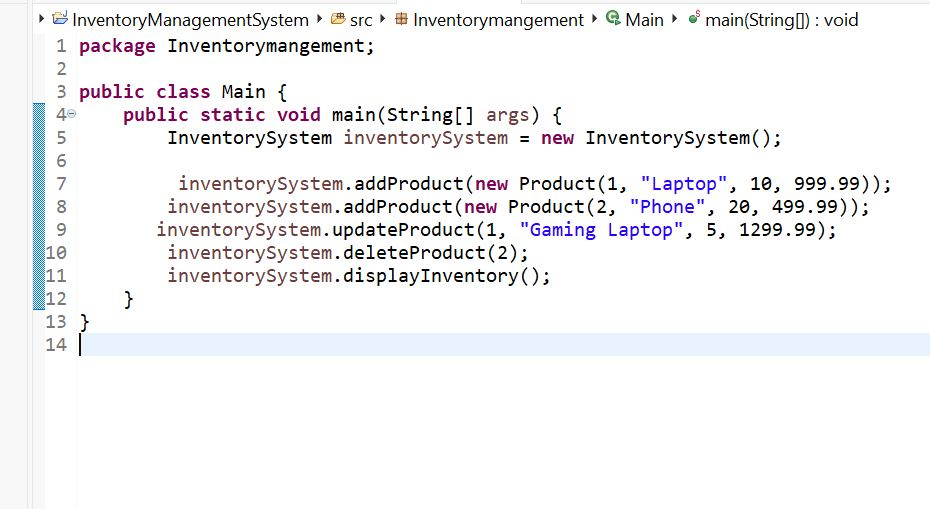 InventoryManagementSystem src Inventorymangement Main main(String[]) : void
1 package Inventorymangement;
2
3 public class Main {
4 public static void main(String[] args) {
5 InventorySystem inventorySystem = new InventorySystem();
6
7 inventorySystem.addProduct(new Product(1, "Laptop", 10, 999.99));
8 inventorySystem.addProduct(new Product(2, "Phone", 20, 499.99));
9 inventorySystem.updateProduct(1, "Gaming Laptop", 5, 1299.99);
10 inventorySystem.deleteProduct(2);
11 inventorySystem.displayInventory();
12 }
13 }
14